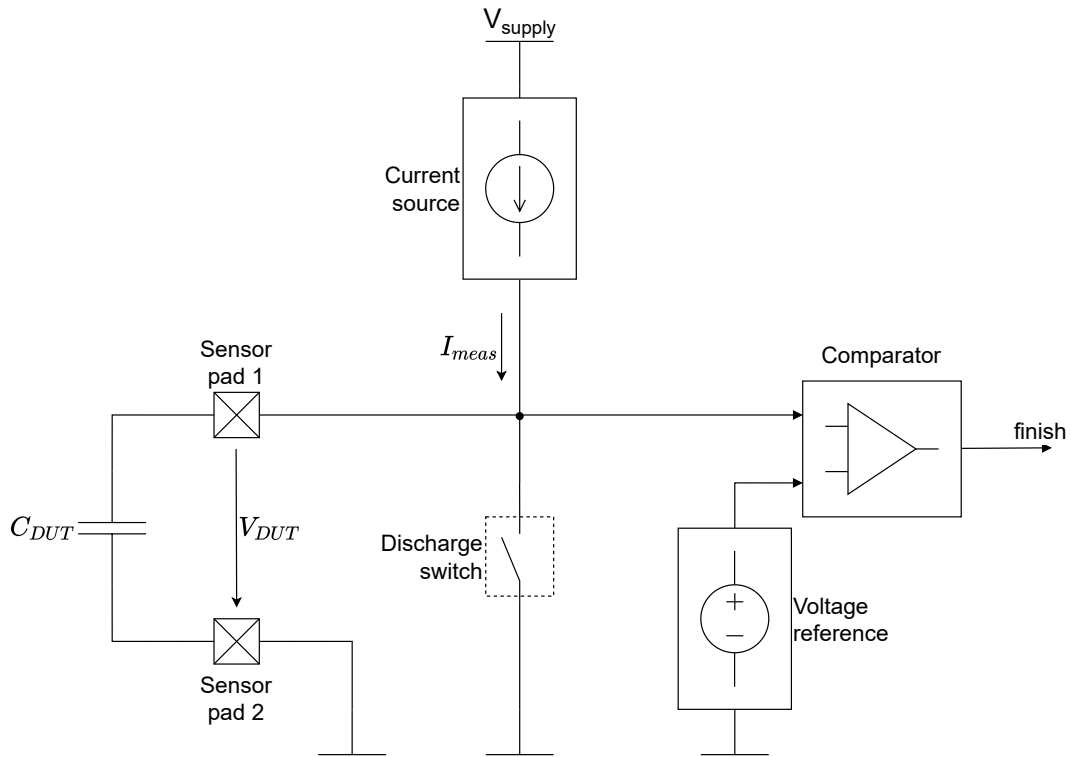 V_supply
Current
source
I_meas
Sensor
pad 1
Comparator
finish
C_DUT
V_DUT
Discharge
switch
+
−
Voltage
reference
Sensor
pad 2